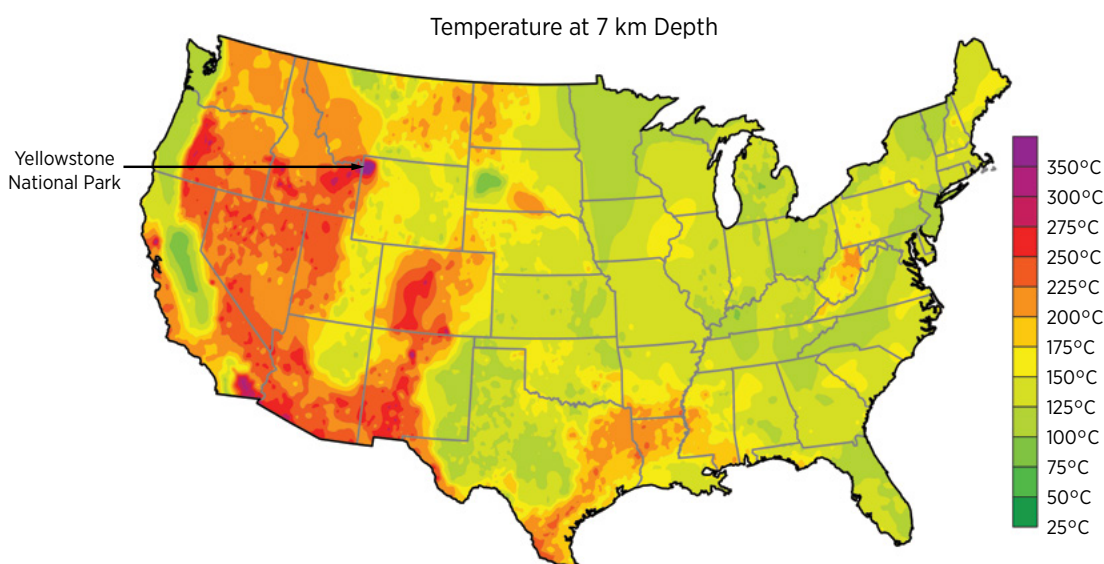 Temperature at 7 km Depth
Yellowstone
National Park
350°C
300°C
275°C
250°C
225°C
200°C
175°C
150°C
125°C
100°C
75°C
50°C
25°C